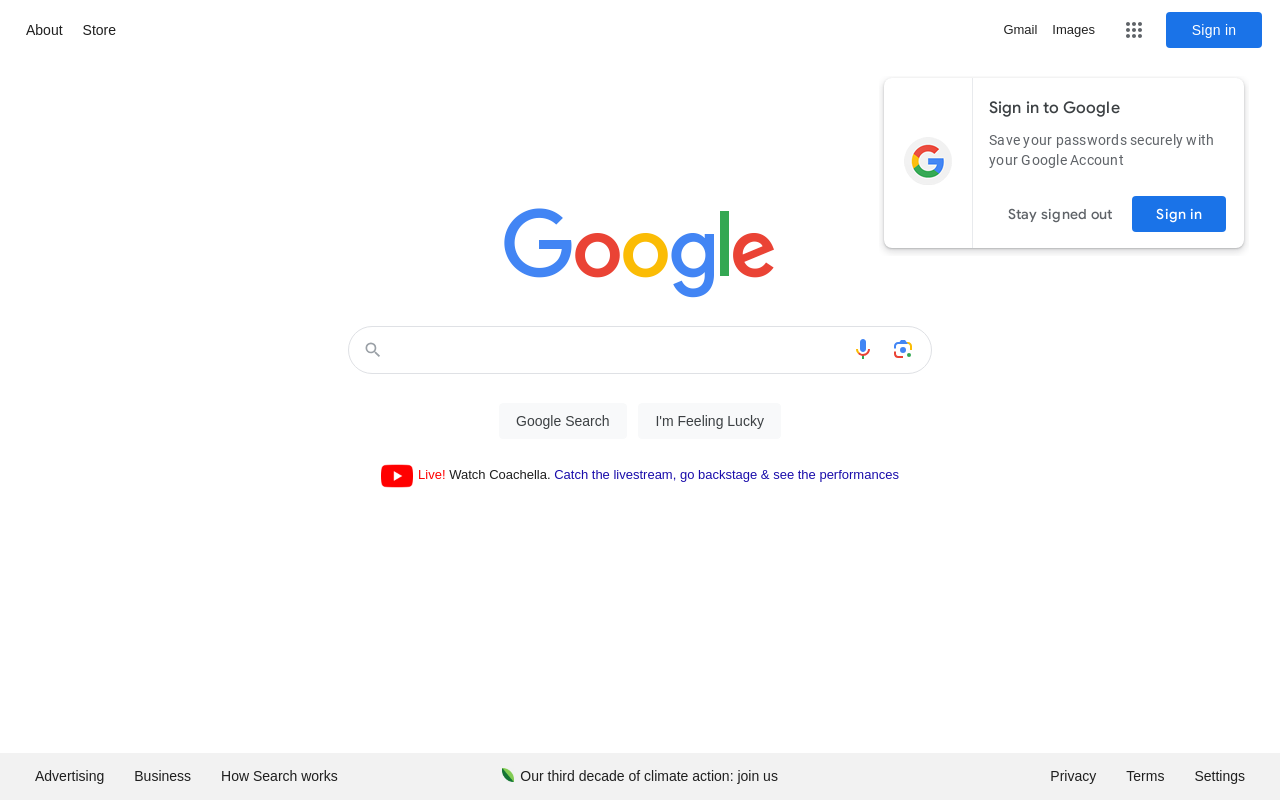 About Store
Gmail Images Sign in
Sign in to Google
Save your passwords securely with
your Google Account
Stay signed out Sign in
Google
Google Search I'm Feeling Lucky
Live! Watch Coachella. Catch the livestream, go backstage & see the performances
Advertising Business How Search works
Our third decade of climate action: join us
Privacy Terms Settings